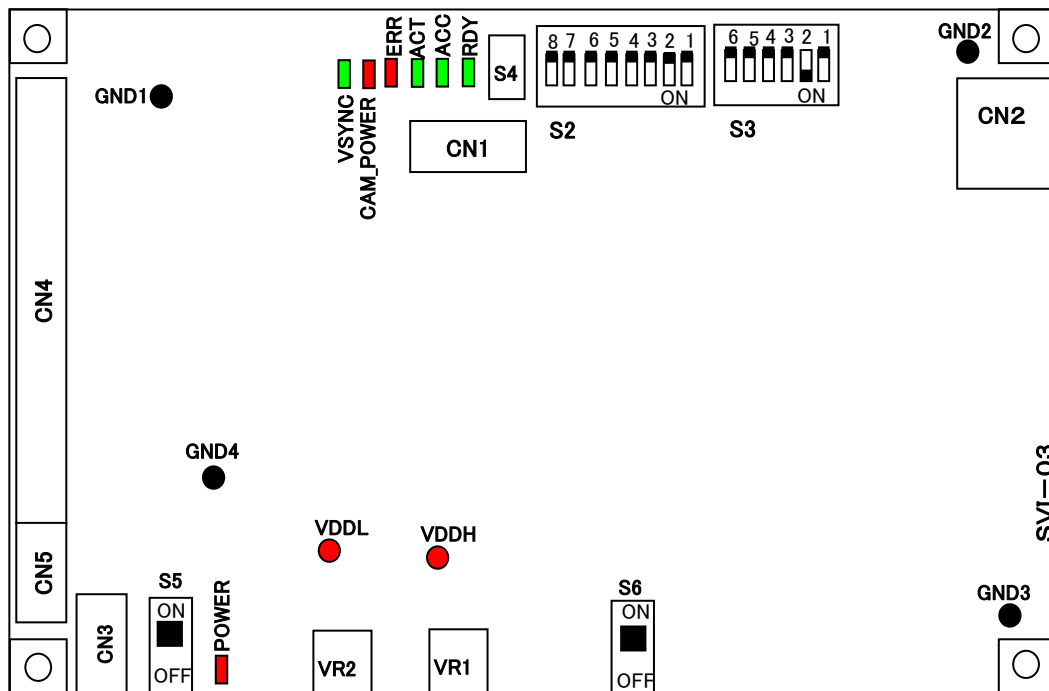 GND1
VSYNC
CAM_POWER
ERR
ACT
ACC
RDY
S4
8 7 6 5 4 3 2 1
ON
S2
6 5 4 3 2 1
ON
S3
GND2
CN2
CN1
CN4
GND4
SVI-03
VDDL
VDDH
CN5
S5
ON
OFF
S6
ON
OFF
GND3
CN3
POWER
VR2
VR1